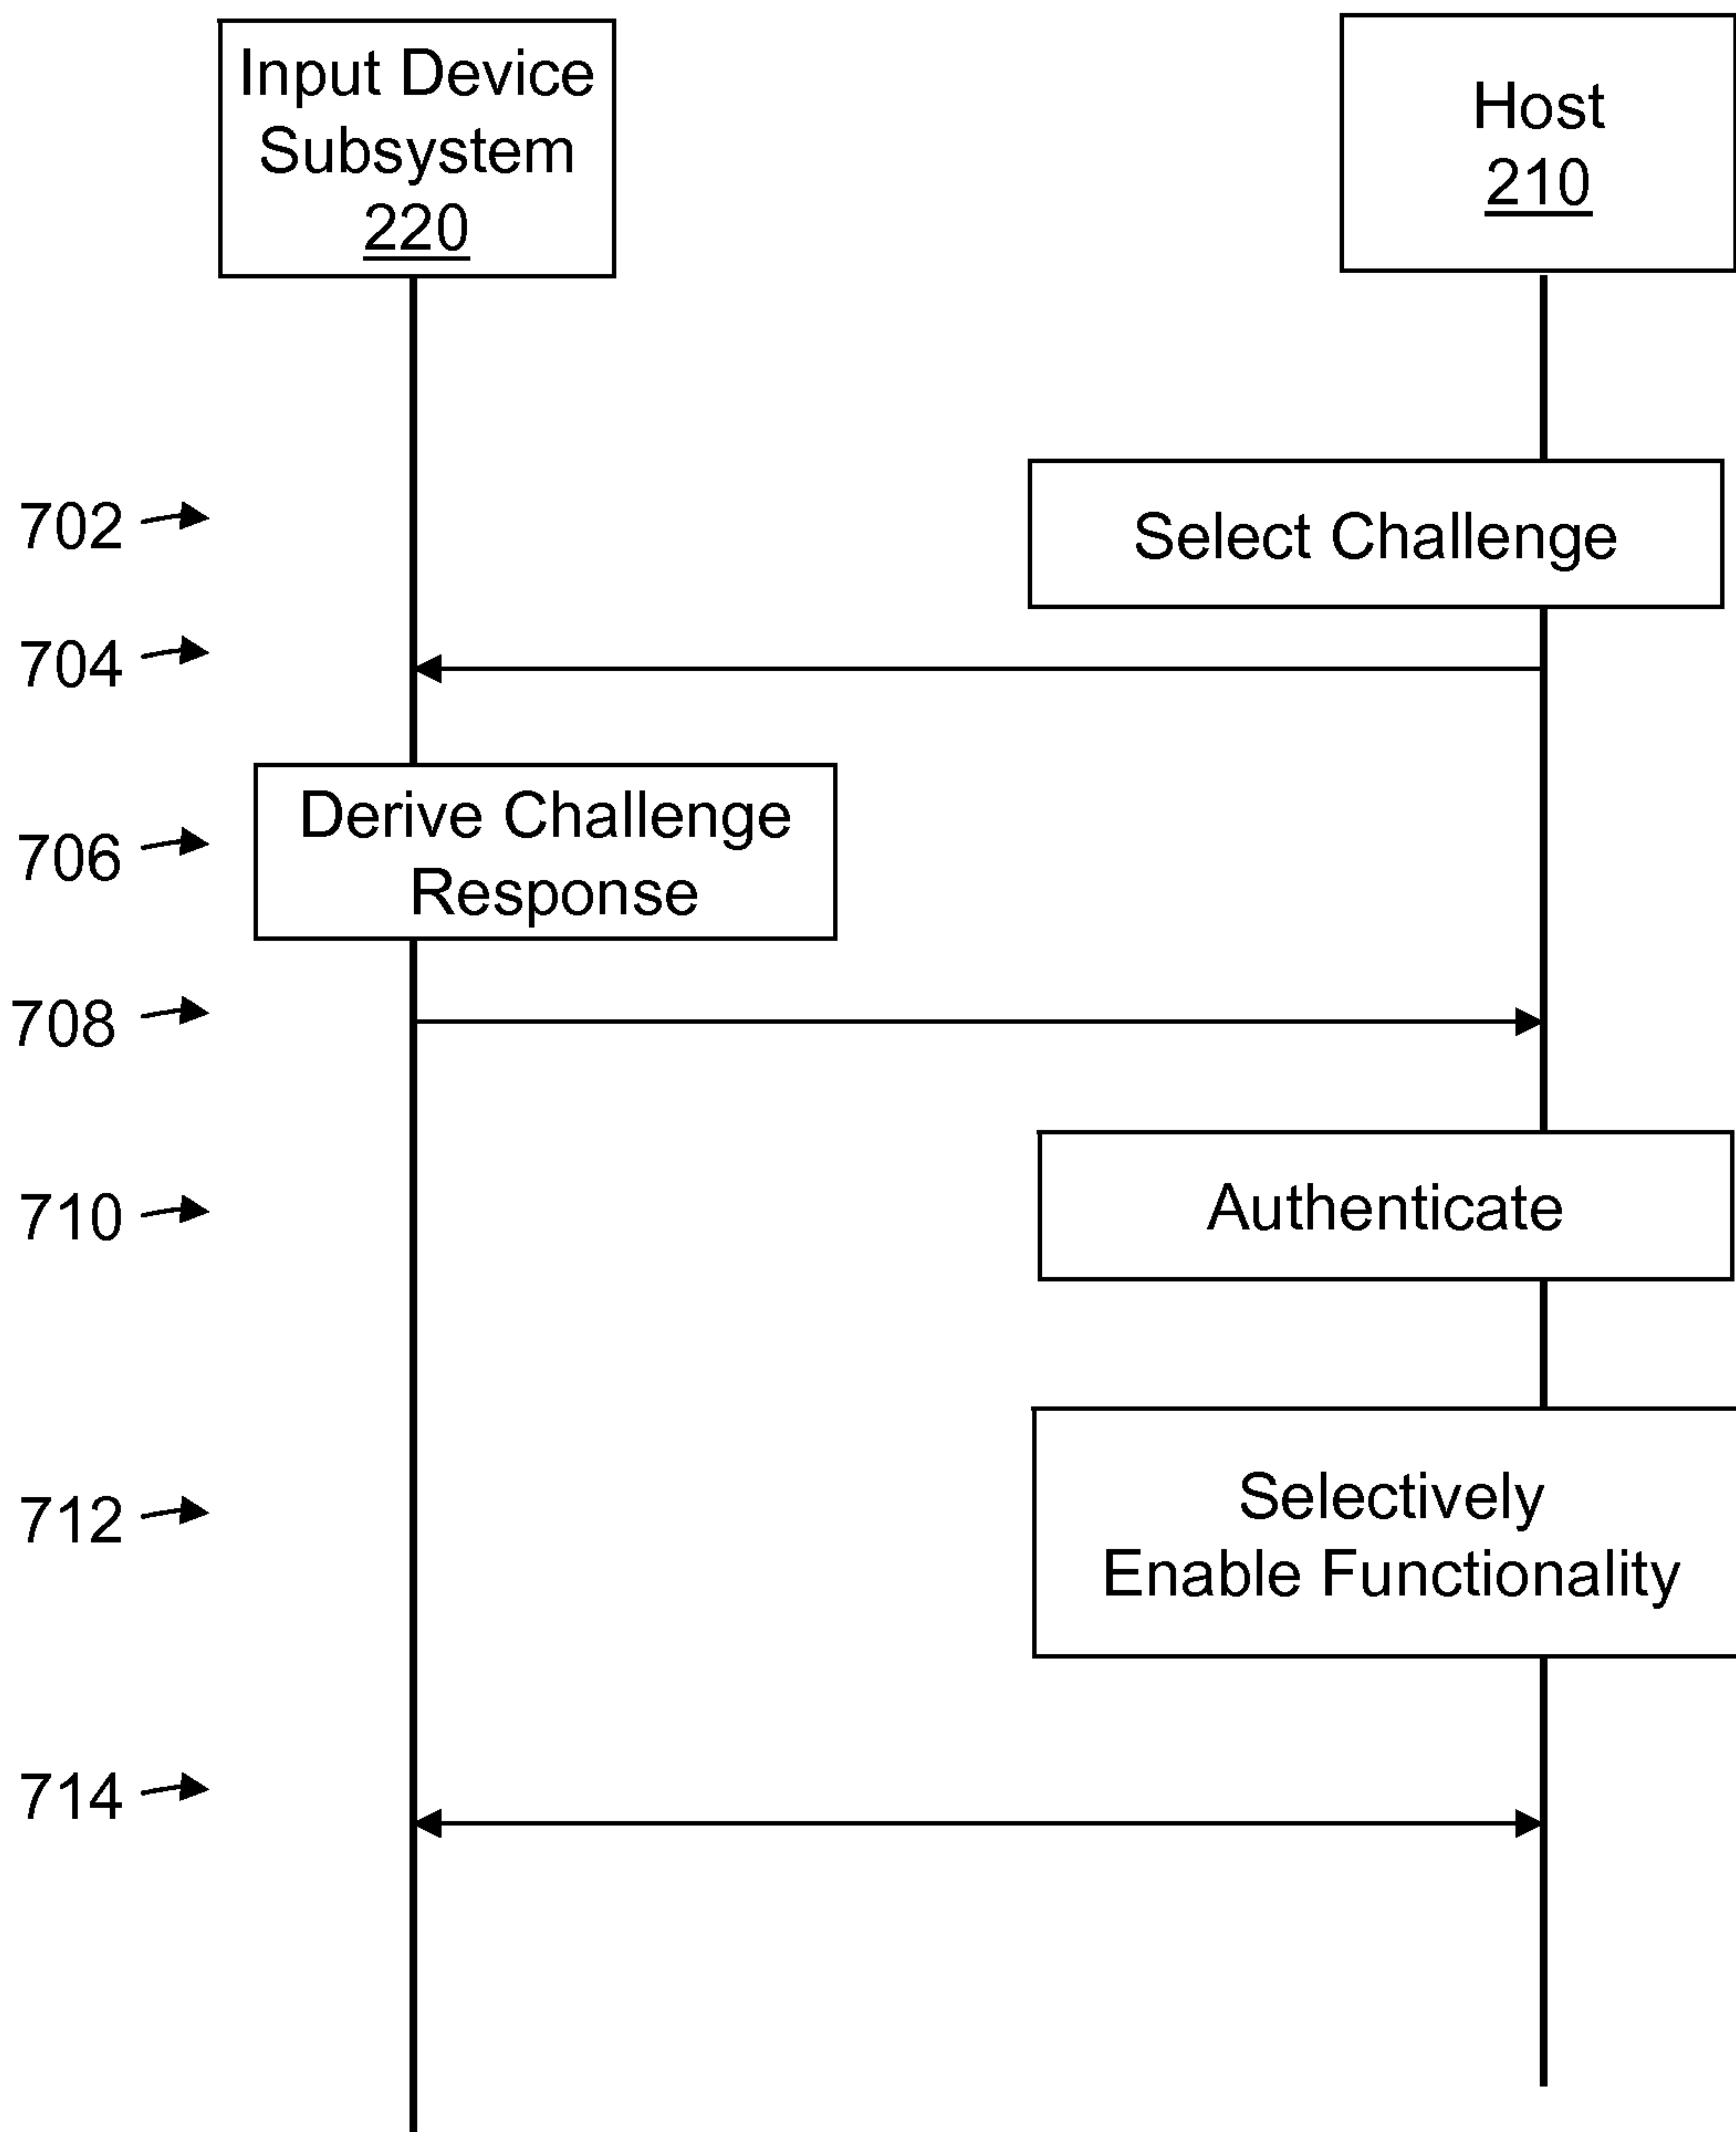 Input Device
Subsystem
220
Host
210
702
Select Challenge
704
706
Derive Challenge
Response
708
710
Authenticate
712
Selectively
Enable Functionality
714